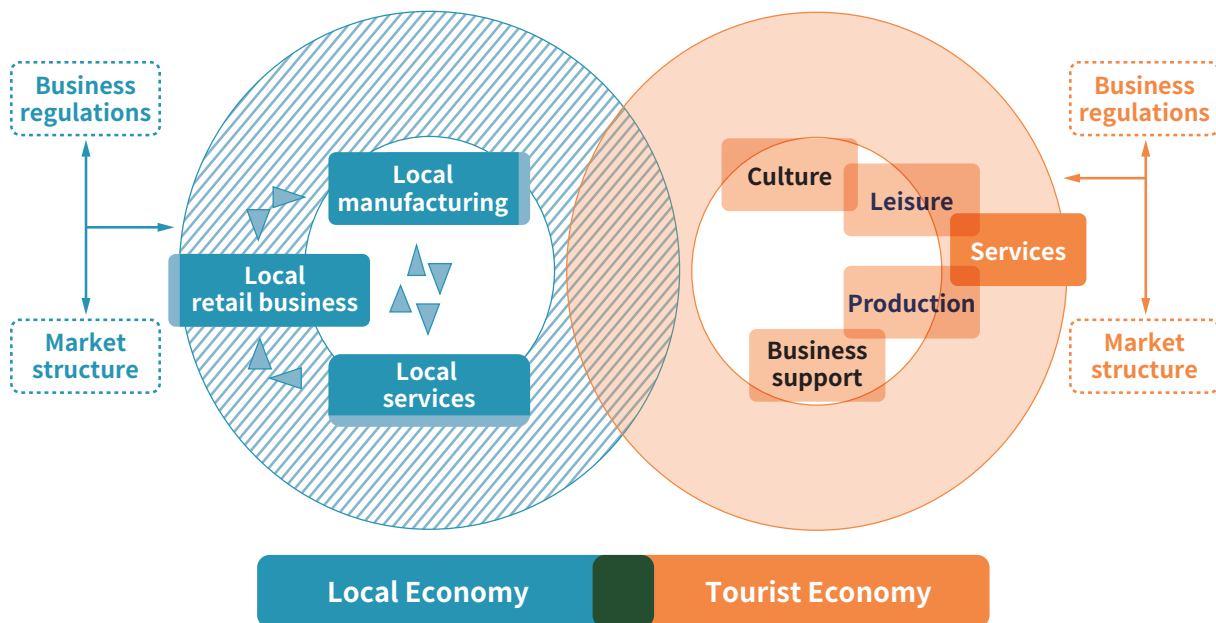 Business
regulations
Market
structure
Local
manufacturing
Local
retail business
Local
services
Culture
Leisure
Services
Production
Business
support
Business
regulations
Market
structure
Local Economy
Tourist Economy